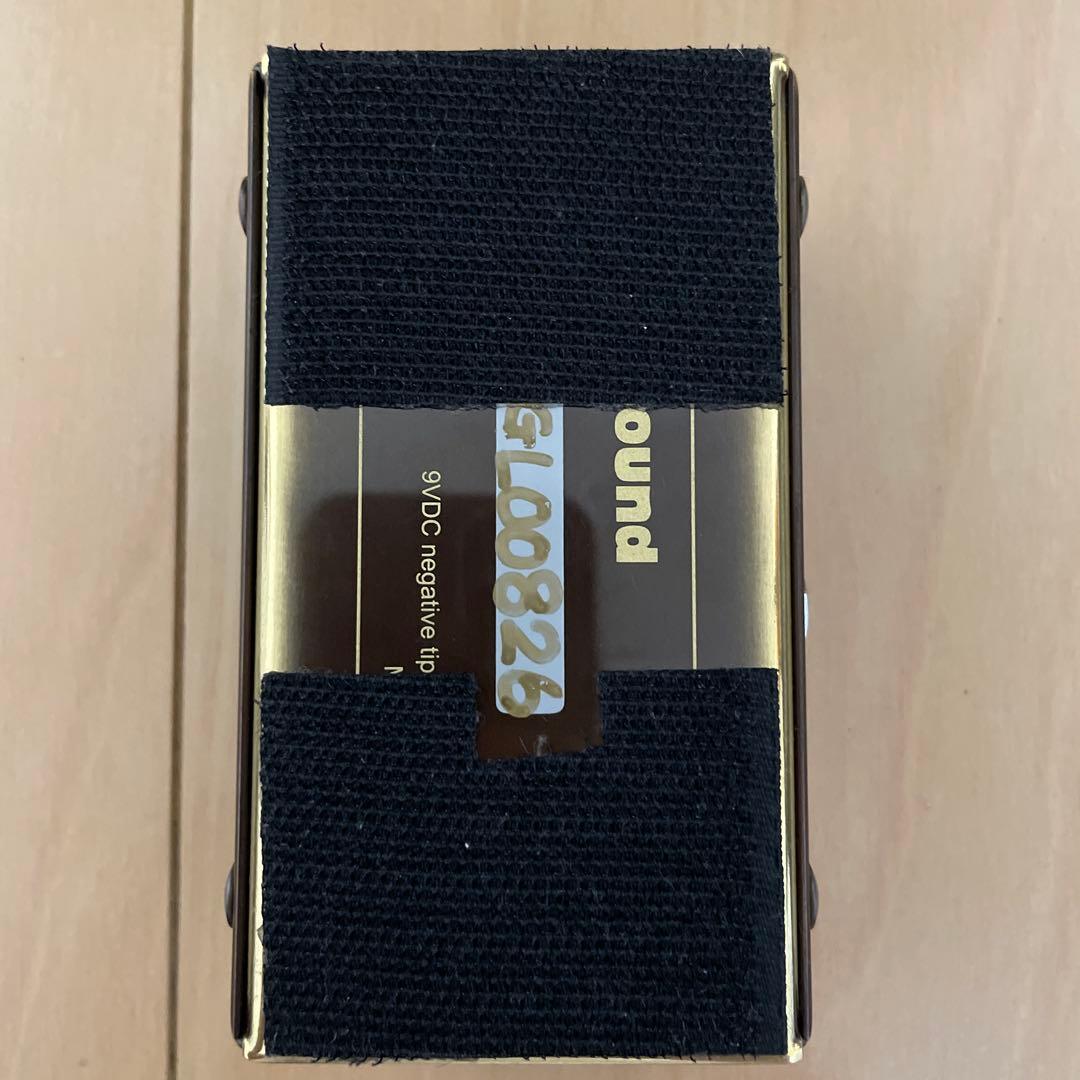 ound
GL00826
9VDC negative tip